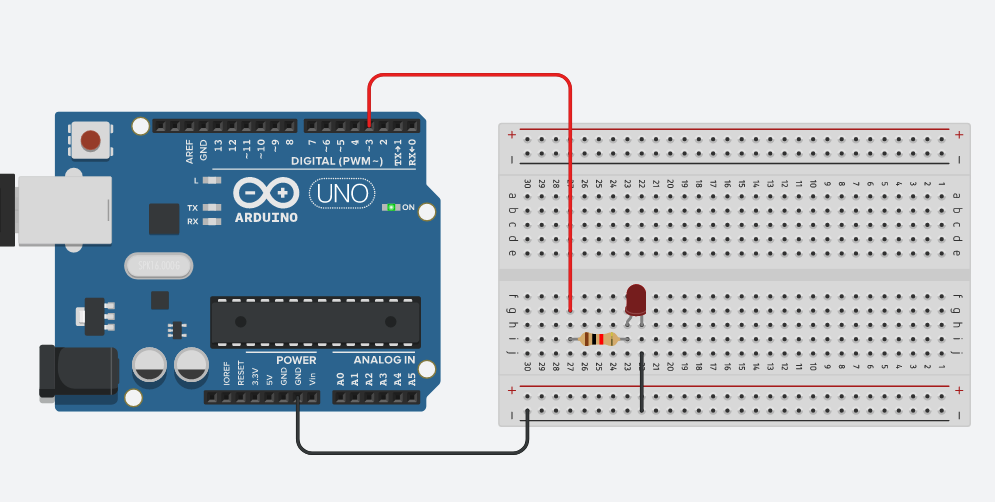 + +
− −
30 29 28 27 26 25 24 23 22 21 20 19 18 17 16 15 14 13 12 11 10 9 8 7 6 5 4 3 2 1
a a
b b
c c
d d
e e
f f
g g
h h
i i
j j
30 29 28 27 26 25 24 23 22 21 20 19 18 17 16 15 14 13 12 11 10 9 8 7 6 5 4 3 2 1
+ +
− −
AREF GND 13 12 ~11 ~10 ~9 8 7 ~6 ~5 4 ~3 2 TX→1 RX←0
DIGITAL (PWM~)
L
TX
RX
ARDUINO
UNO
ON
POWER
ANALOG IN
IOREF RESET 3.3V 5V GND GND Vin A0 A1 A2 A3 A4 A5